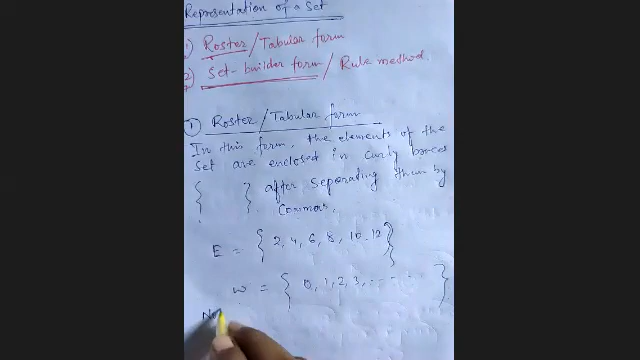 Representation of a Set
1) Roster/Tabular form
2) Set-builder form/Rule method.
1 Roster/Tabular form
In this form, the elements of the
set are enclosed in curly braces
{ } after separating them by
commas.
E = { 2, 4, 6, 8, 10, 12}
W = { 0, 1, 2, 3, ....... }